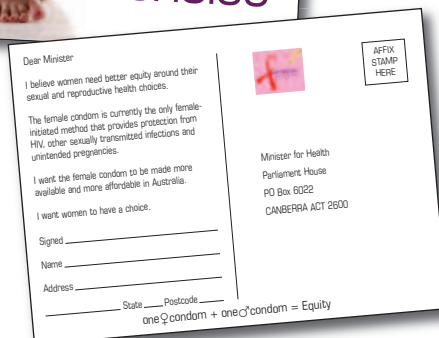 Dear Minister
I believe women need better equity around their
sexual and reproductive health choices.
The female condom is currently the only female-
initiated method that provides protection from
HIV, other sexually transmitted infections and
unintended pregnancies.
I want the female condom to be made more
available and more affordable in Australia.
I want women to have a choice.
Signed
Name
Address
State Postcode
AFFIX
STAMP
HERE
Minister for Health
Parliament House
PO Box 6022
CANBERRA ACT 2600
one♀condom + one♂condom = Equity